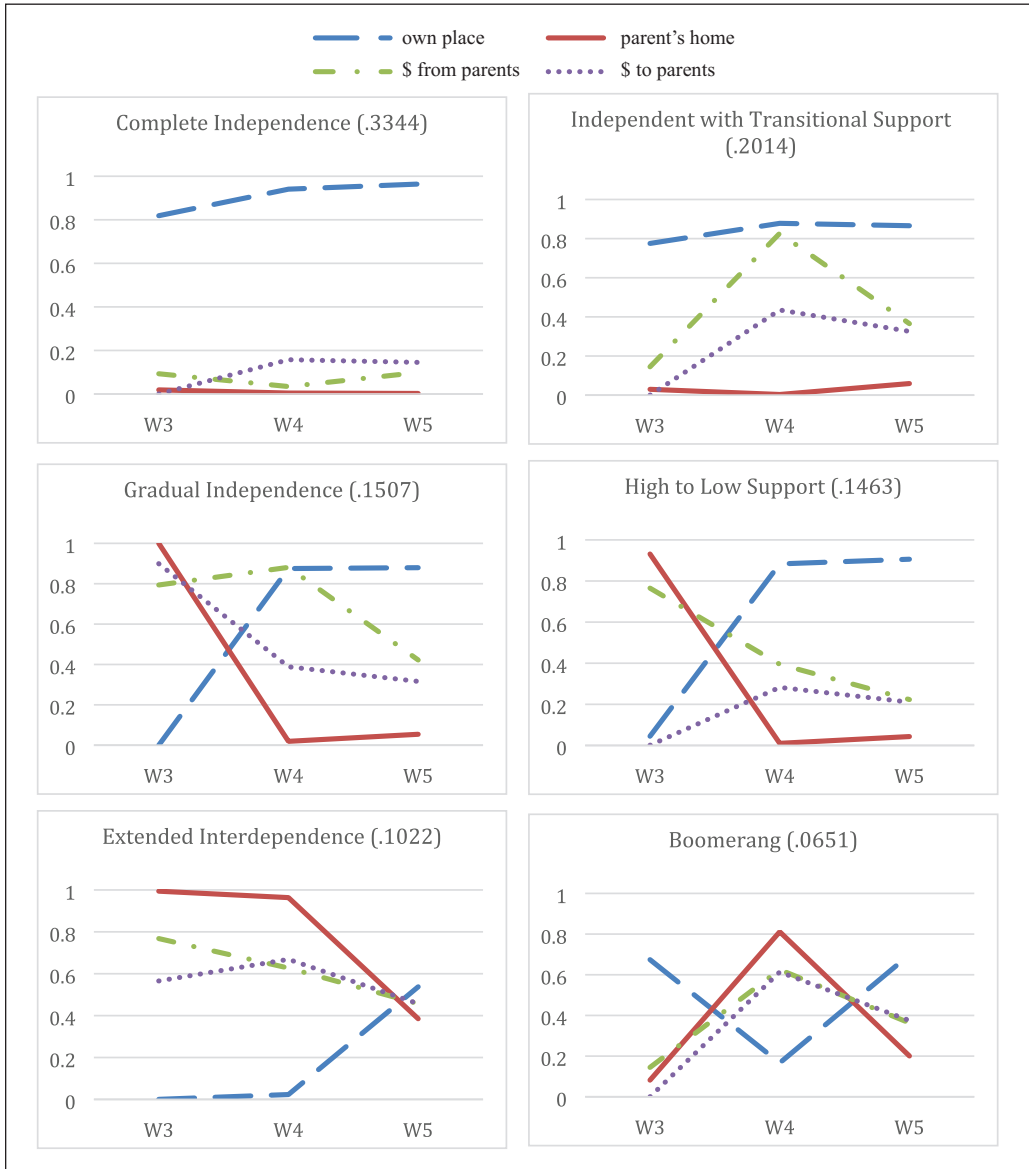 own place parent's home
$ from parents $ to parents
Complete Independence (.3344)
1
0.8
0.6
0.4
0.2
0
W3 W4 W5
Independent with Transitional Support
(.2014)
1
0.8
0.6
0.4
0.2
0
W3 W4 W5
Gradual Independence (.1507)
1
0.8
0.6
0.4
0.2
0
W3 W4 W5
High to Low Support (.1463)
1
0.8
0.6
0.4
0.2
0
W3 W4 W5
Extended Interdependence (.1022)
1
0.8
0.6
0.4
0.2
0
W3 W4 W5
Boomerang (.0651)
1
0.8
0.6
0.4
0.2
0
W3 W4 W5